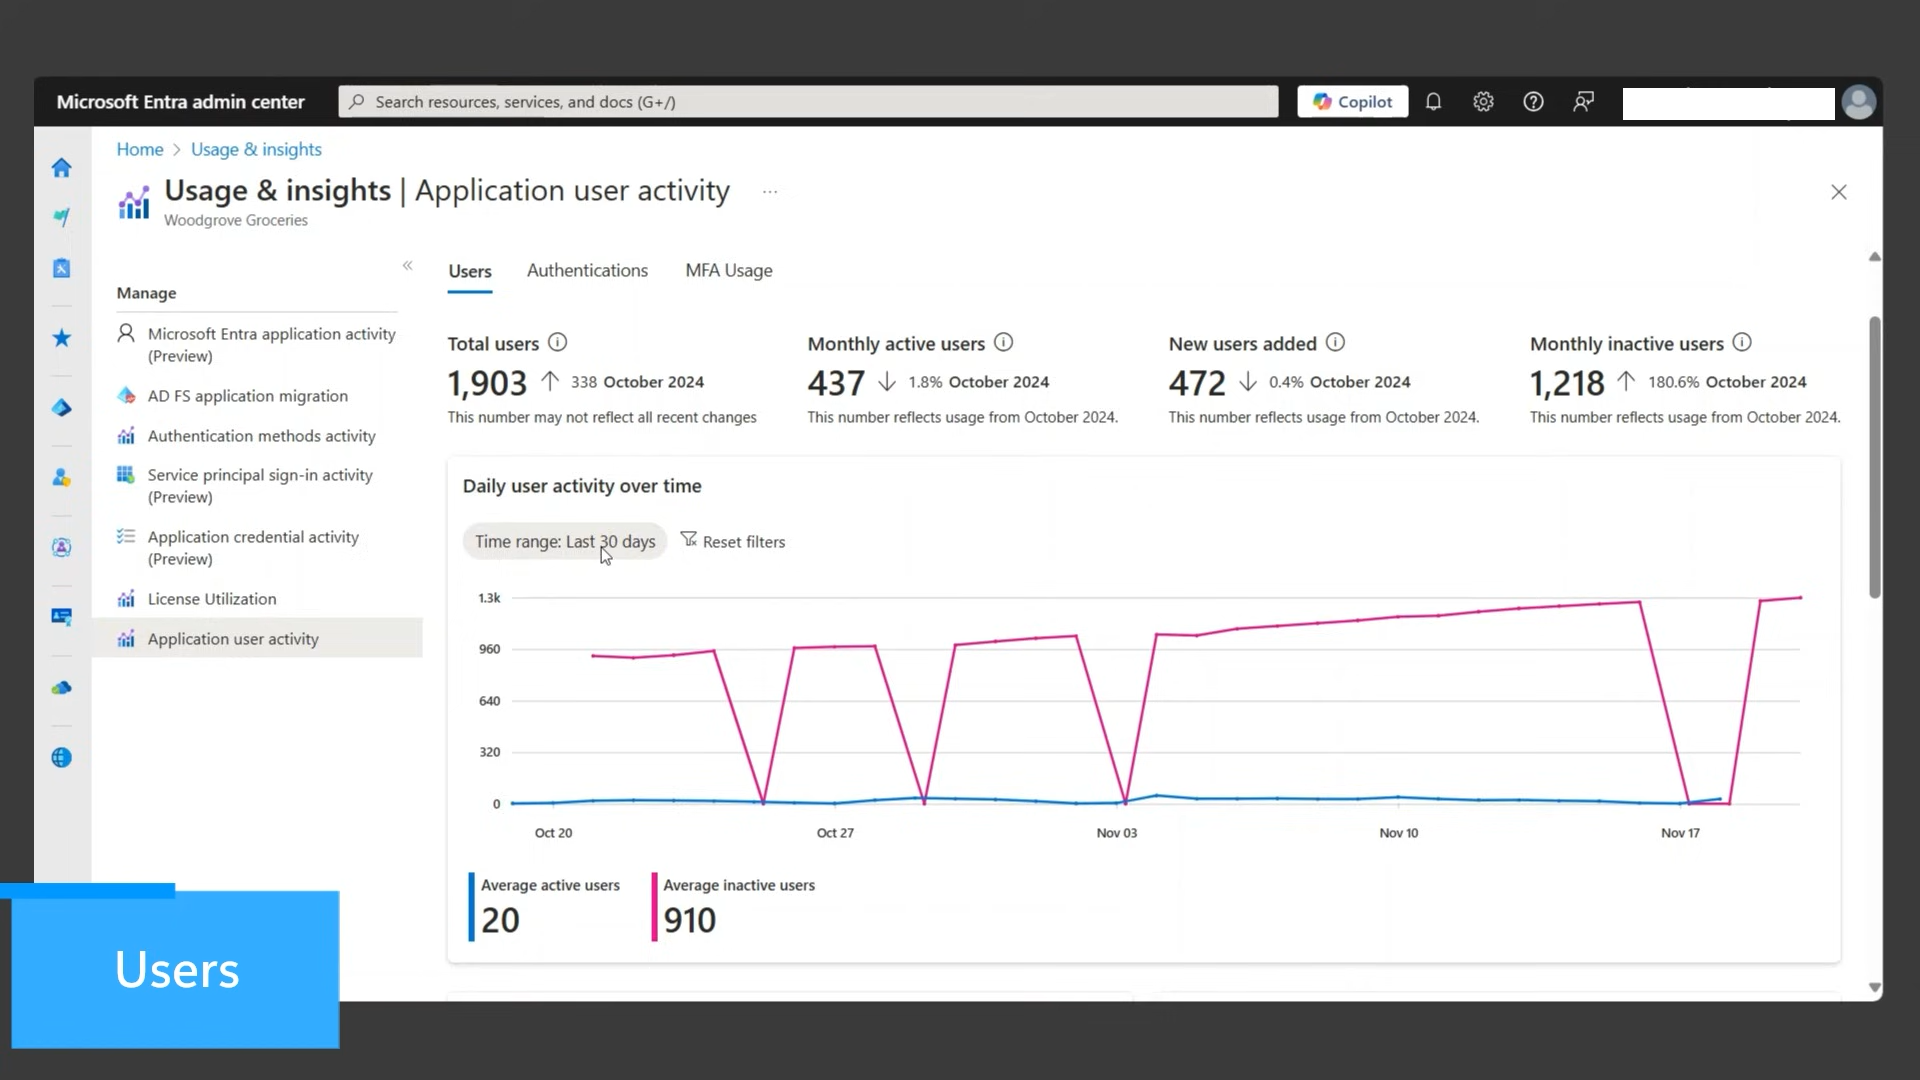 Microsoft Entra admin center
Search resources, services, and docs (G+/)
Copilot
Home > Usage & insights
Usage & insights | Application user activity ...
Woodgrove Groceries
Manage
Microsoft Entra application activity
(Preview)
AD FS application migration
Authentication methods activity
Service principal sign-in activity
(Preview)
Application credential activity
(Preview)
License Utilization
Application user activity
Users Authentications MFA Usage
Total users Monthly active users New users added Monthly inactive users
1,903 338 October 2024 437 1.8% October 2024 472 0.4% October 2024 1,218 180.6% October 2024
This number may not reflect all recent changes This number reflects usage from October 2024. This number reflects usage from October 2024. This number reflects usage from October 2024.
Daily user activity over time
Time range: Last 30 days Reset filters
1.3k
960
640
320
0
Oct 20 Oct 27 Nov 03 Nov 10 Nov 17
Average active users Average inactive users
20 910
Users